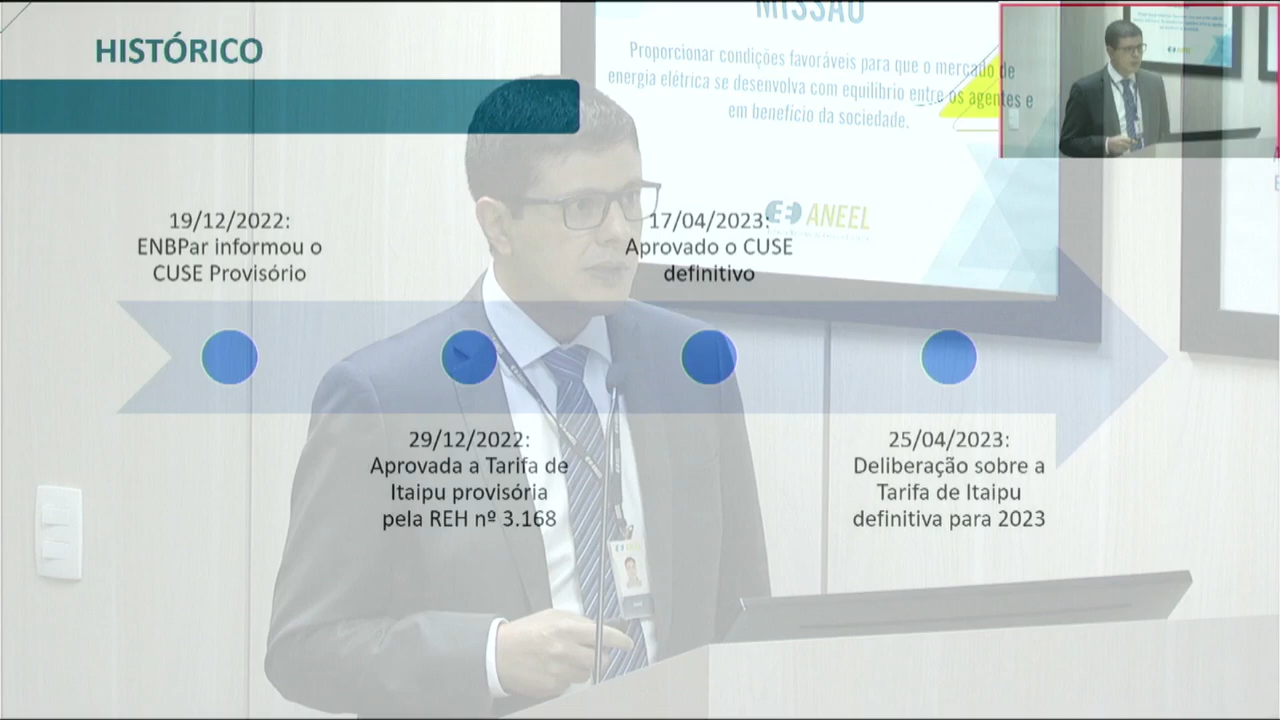 HISTÓRICO
MISSÃO
Proporcionar condições favoráveis para que o mercado de
energia elétrica se desenvolva com equilíbrio entre os agentes e
em benefício da sociedade.
ANEEL
19/12/2022:
ENBPar informou o
CUSE Provisório
17/04/2023:
Aprovado o CUSE
definitivo
29/12/2022:
Aprovada a Tarifa de
Itaipu provisória
pela REH nº 3.168
25/04/2023:
Deliberação sobre a
Tarifa de Itaipu
definitiva para 2023
ANEEL